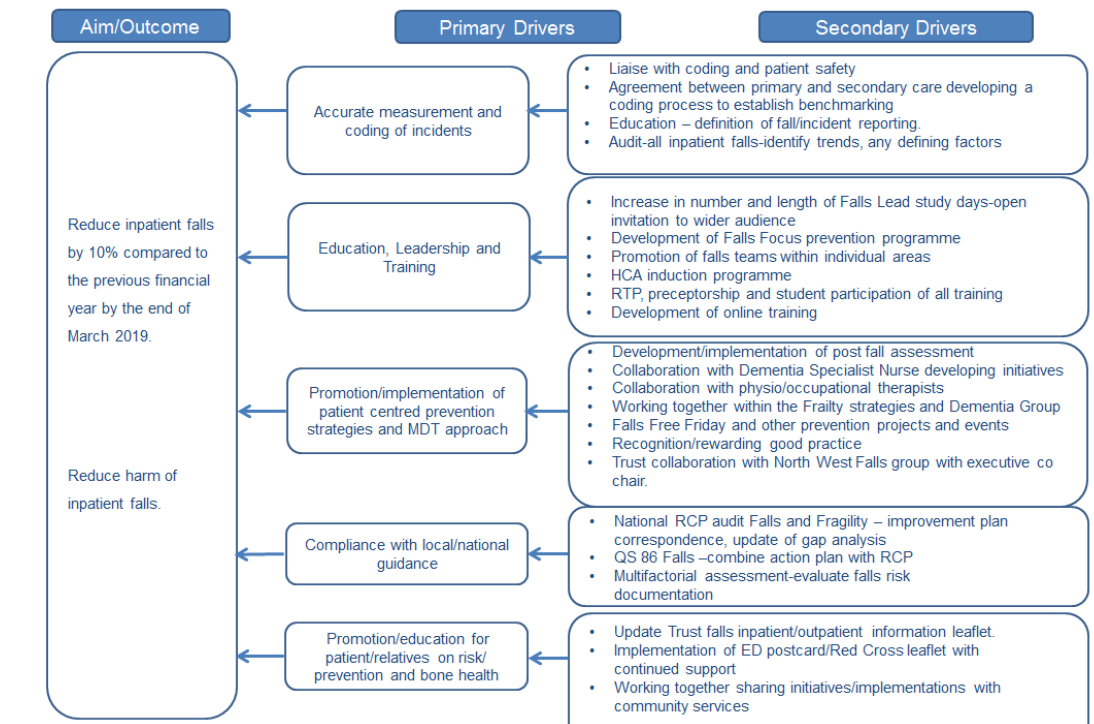 Aim/Outcome
Primary Drivers
Secondary Drivers
Reduce inpatient falls
by 10% compared to
the previous financial
year by the end of
March 2019.
Reduce harm of
inpatient falls.
Accurate measurement and
coding of incidents
• Liaise with coding and patient safety
• Agreement between primary and secondary care developing a
coding process to establish benchmarking
• Education – definition of fall/incident reporting.
• Audit-all inpatient falls-identify trends, any defining factors
Education, Leadership and
Training
• Increase in number and length of Falls Lead study days-open
invitation to wider audience
• Development of Falls Focus prevention programme
• Promotion of falls teams within individual areas
• HCA induction programme
• RTP, preceptorship and student participation of all training
• Development of online training
Promotion/implementation of
patient centred prevention
strategies and MDT approach
• Development/implementation of post fall assessment
• Collaboration with Dementia Specialist Nurse developing initiatives
• Collaboration with physio/occupational therapists
• Working together within the Frailty strategies and Dementia Group
• Falls Free Friday and other prevention projects and events
• Recognition/rewarding good practice
• Trust collaboration with North West Falls group with executive co
chair.
Compliance with local/national
guidance
• National RCP audit Falls and Fragility – improvement plan
correspondence, update of gap analysis
• QS 86 Falls –combine action plan with RCP
• Multifactorial assessment-evaluate falls risk
documentation
Promotion/education for
patient/relatives on risk/
prevention and bone health
• Update Trust falls inpatient/outpatient information leaflet.
• Implementation of ED postcard/Red Cross leaflet with
continued support
• Working together sharing initiatives/implementations with
community services